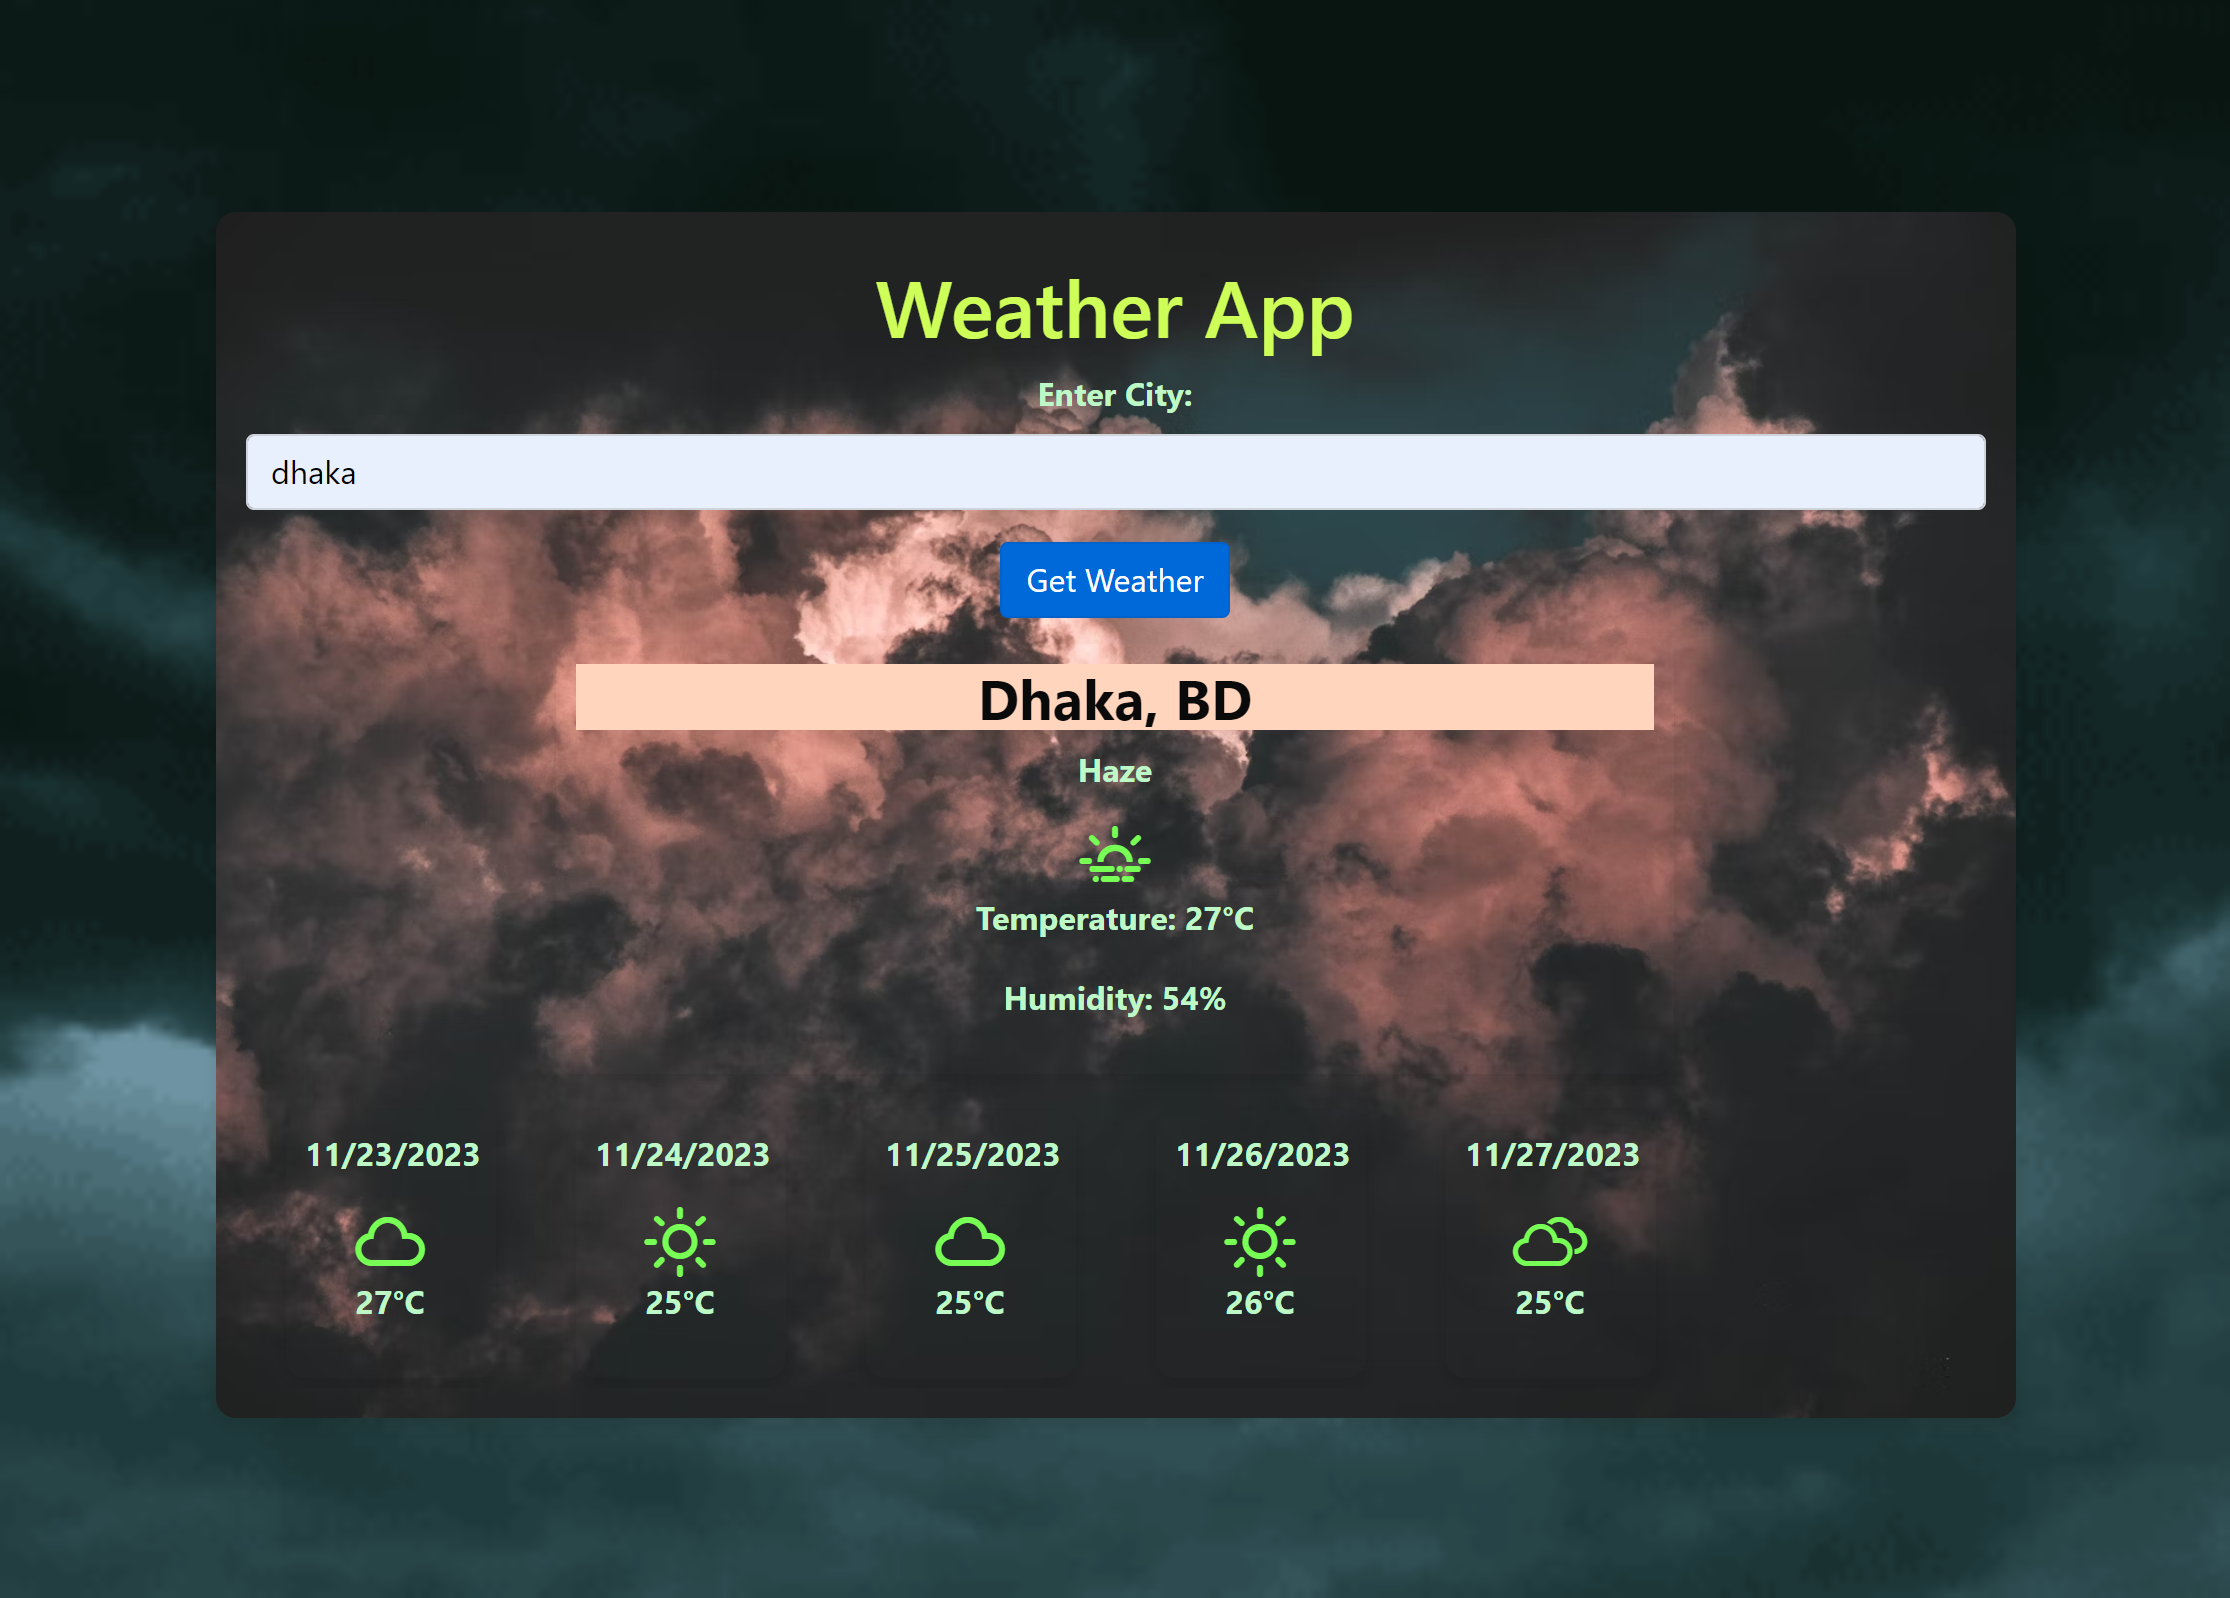 Weather App
Enter City:
dhaka
Get Weather
Dhaka, BD
Haze
Temperature: 27°C
Humidity: 54%
11/23/2023 11/24/2023 11/25/2023 11/26/2023 11/27/2023
27°C 25°C 25°C 26°C 25°C